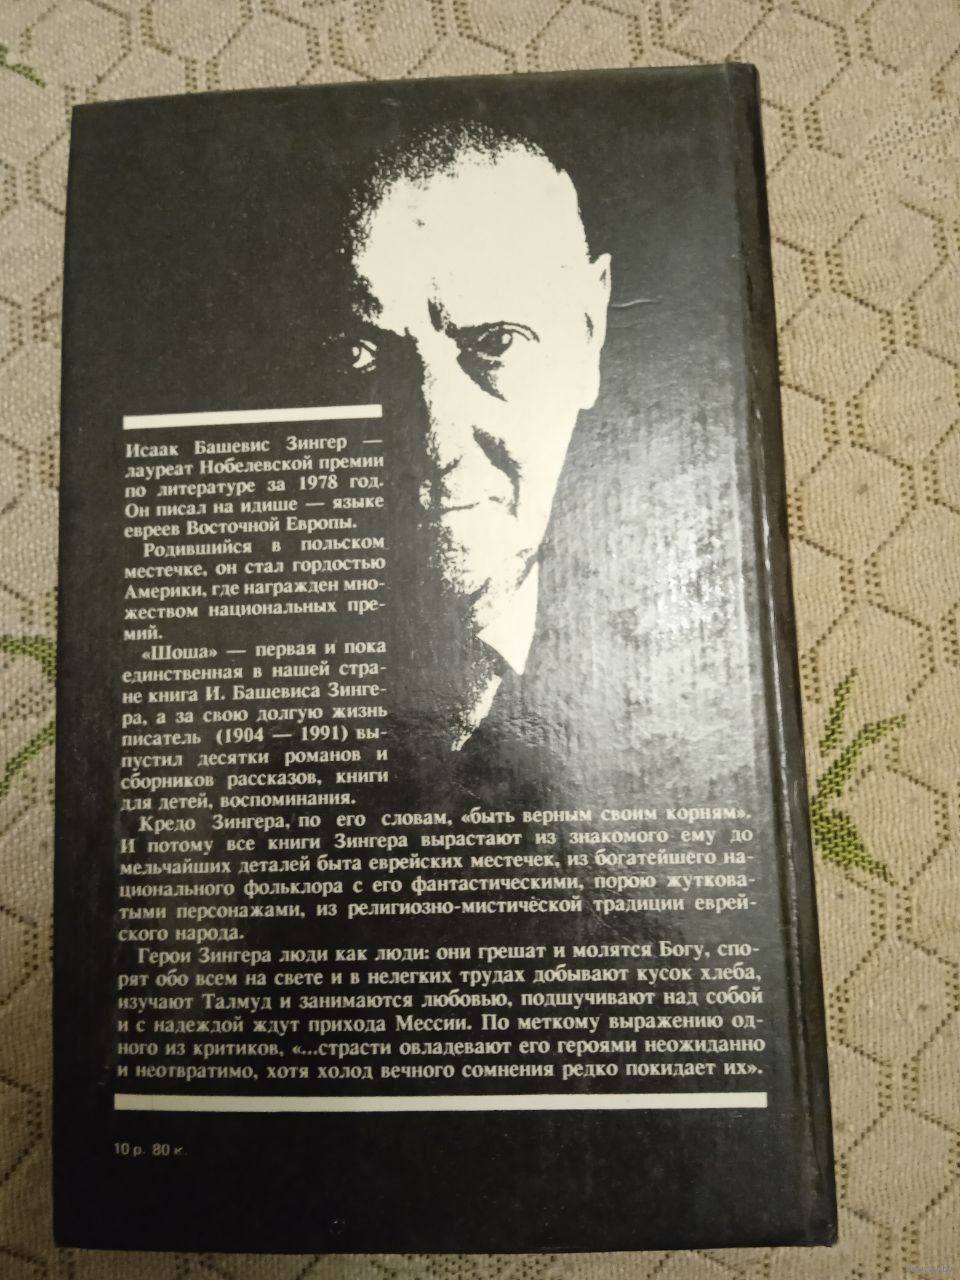 Исаак Башевис Зингер —
лауреат Нобелевской премии
по литературе за 1978 год.
Он писал на идише — языке
евреев Восточной Европы.
Родившийся в польском
местечке, он стал гордостью
Америки, где награжден мно-
жеством национальных пре-
мий.
«Шоша» — первая и пока
единственная в нашей стра-
не книга И. Башевиса Зинге-
ра, а за свою долгую жизнь
писатель (1904 — 1991) вы-
пустил десятки романов и
сборников рассказов, книги
для детей, воспоминания.
Кредо Зингера, по его словам, «быть верным своим корням».
И потому все книги Зингера вырастают из знакомого ему до
мельчайших деталей быта еврейских местечек, из богатейшего на-
ционального фольклора с его фантастическими, порою жуткова-
тыми персонажами, из религиозно-мистической традиции еврей-
ского народа.
Герои Зингера люди как люди: они грешат и молятся Богу, спо-
рят обо всем на свете и в нелегких трудах добывают кусок хлеба,
изучают Талмуд и занимаются любовью, подшучивают над собой
и с надеждой ждут прихода Мессии. По меткому выражению од-
ного из критиков, «...страсти овладевают его героями неожиданно
и неотвратимо, хотя холод вечного сомнения редко покидает их».
10 р. 80 к.